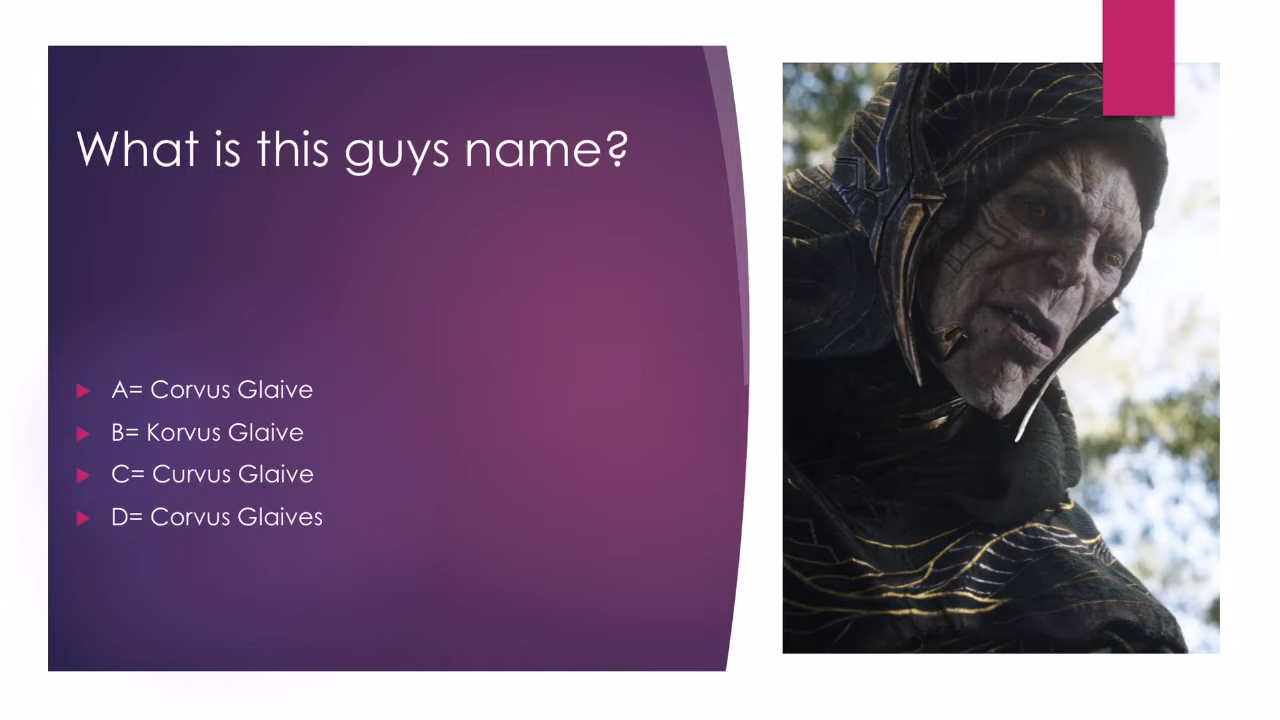 What is this guys name?
A= Corvus Glaive
B= Korvus Glaive
C= Curvus Glaive
D= Corvus Glaives